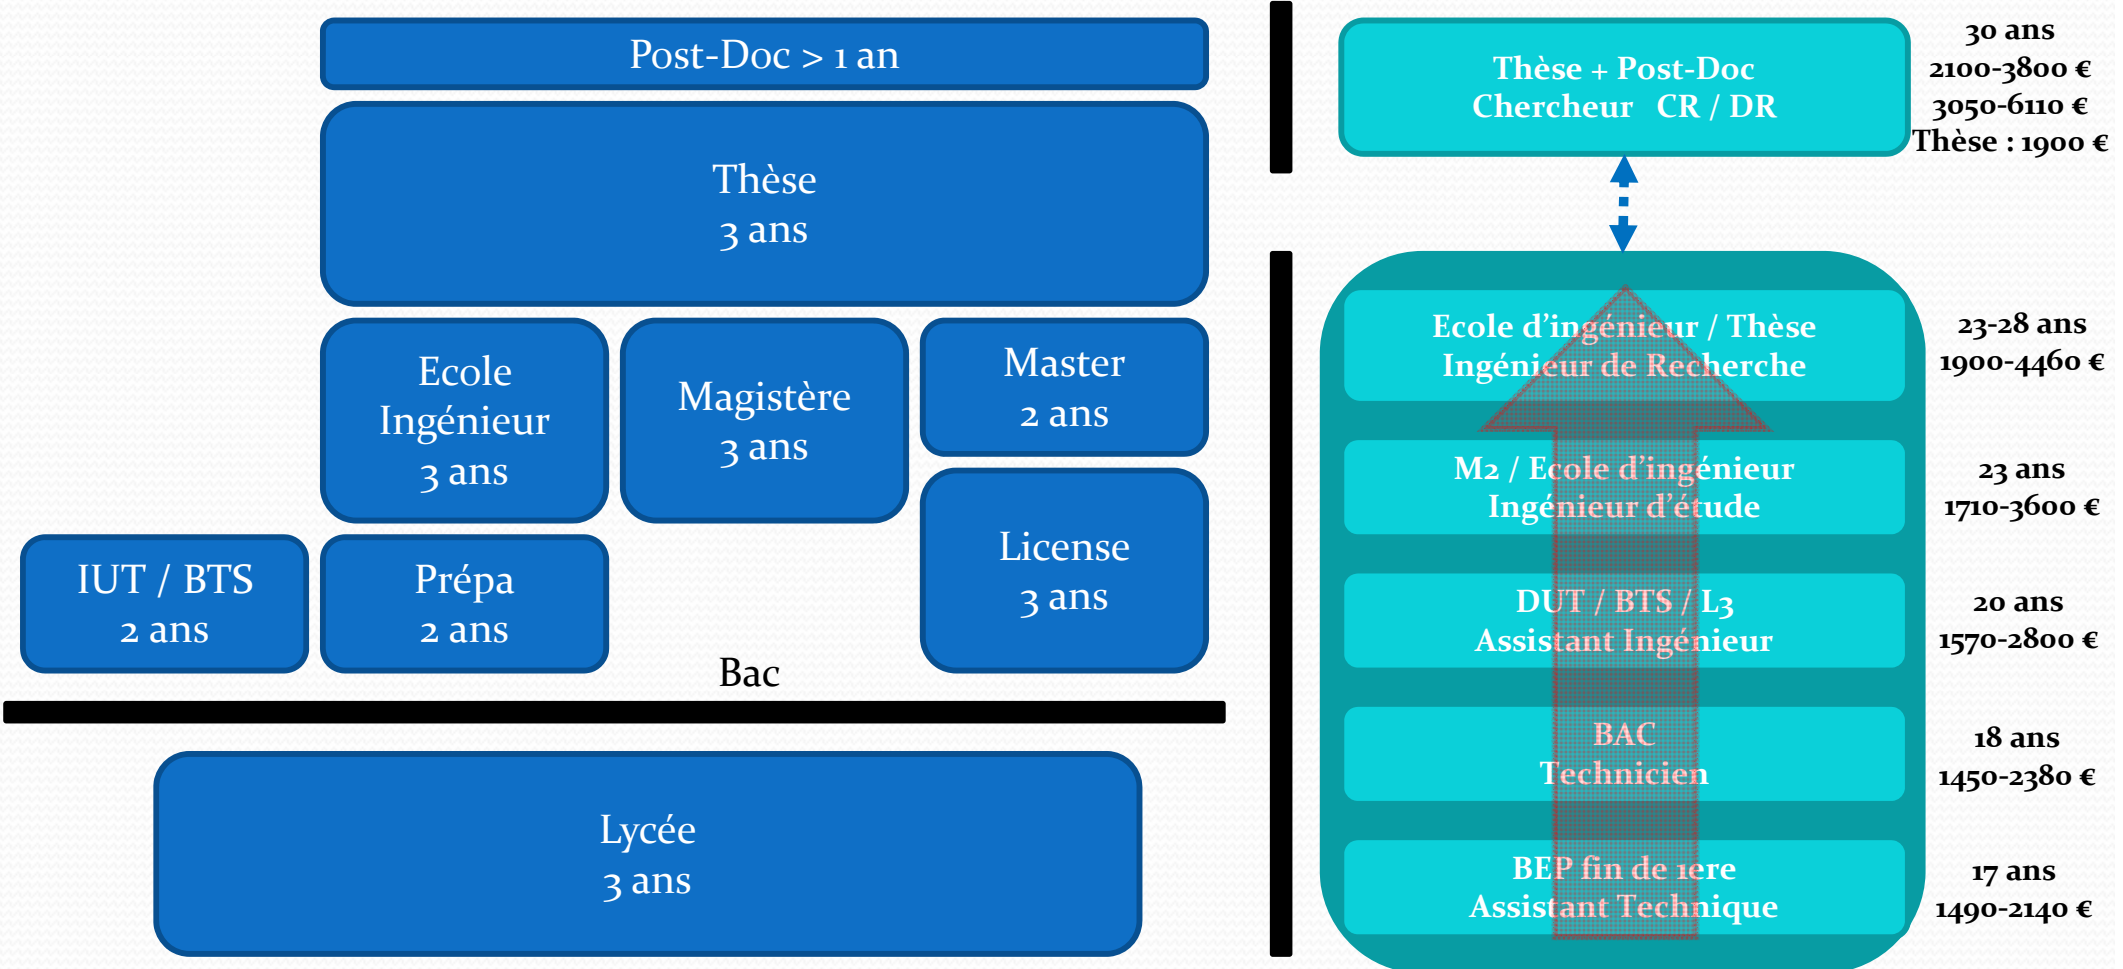 Post-Doc > 1 an
Thèse
3 ans
Ecole
Ingénieur
3 ans
Magistère
3 ans
Master
2 ans
License
3 ans
IUT / BTS
2 ans
Prépa
2 ans
Bac
Lycée
3 ans
Thèse + Post-Doc
Chercheur CR / DR
30 ans
2100-3800 €
3050-6110 €
Thèse : 1900 €
Ecole d’ingénieur / Thèse
Ingénieur de Recherche
23-28 ans
1900-4460 €
M2 / Ecole d’ingénieur
Ingénieur d’étude
23 ans
1710-3600 €
DUT / BTS / L3
Assistant Ingénieur
20 ans
1570-2800 €
BAC
Technicien
18 ans
1450-2380 €
BEP fin de 1ere
Assistant Technique
17 ans
1490-2140 €